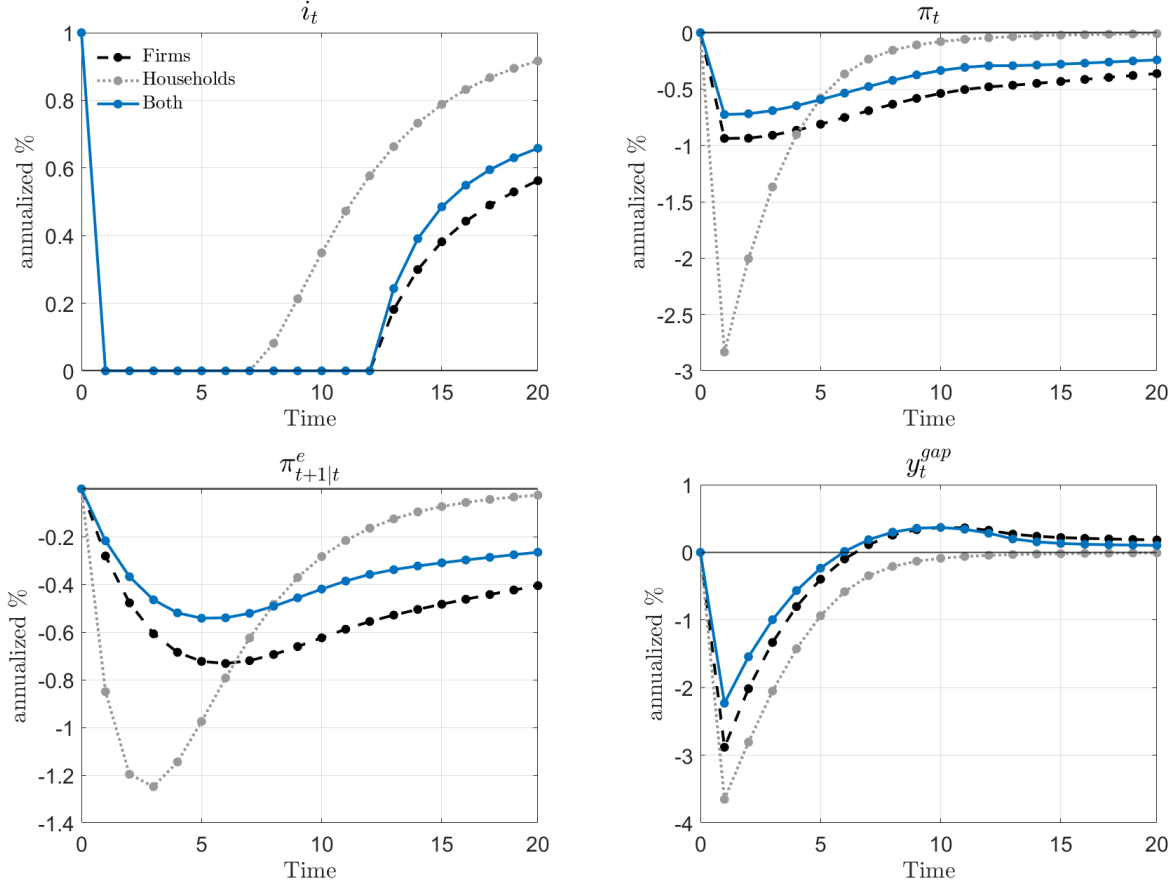 i_t
1
0.8
0.6
0.4
0.2
0
annualized %
Firms
Households
Both
0 5 10 15 20
Time
π_t
0
-0.5
-1
-1.5
-2
-2.5
-3
annualized %
0 5 10 15 20
Time
π^e_{t+1|t}
-0.2
-0.4
-0.6
-0.8
-1
-1.2
-1.4
annualized %
0 5 10 15 20
Time
y_t^{gap}
1
0
-1
-2
-3
-4
annualized %
0 5 10 15 20
Time